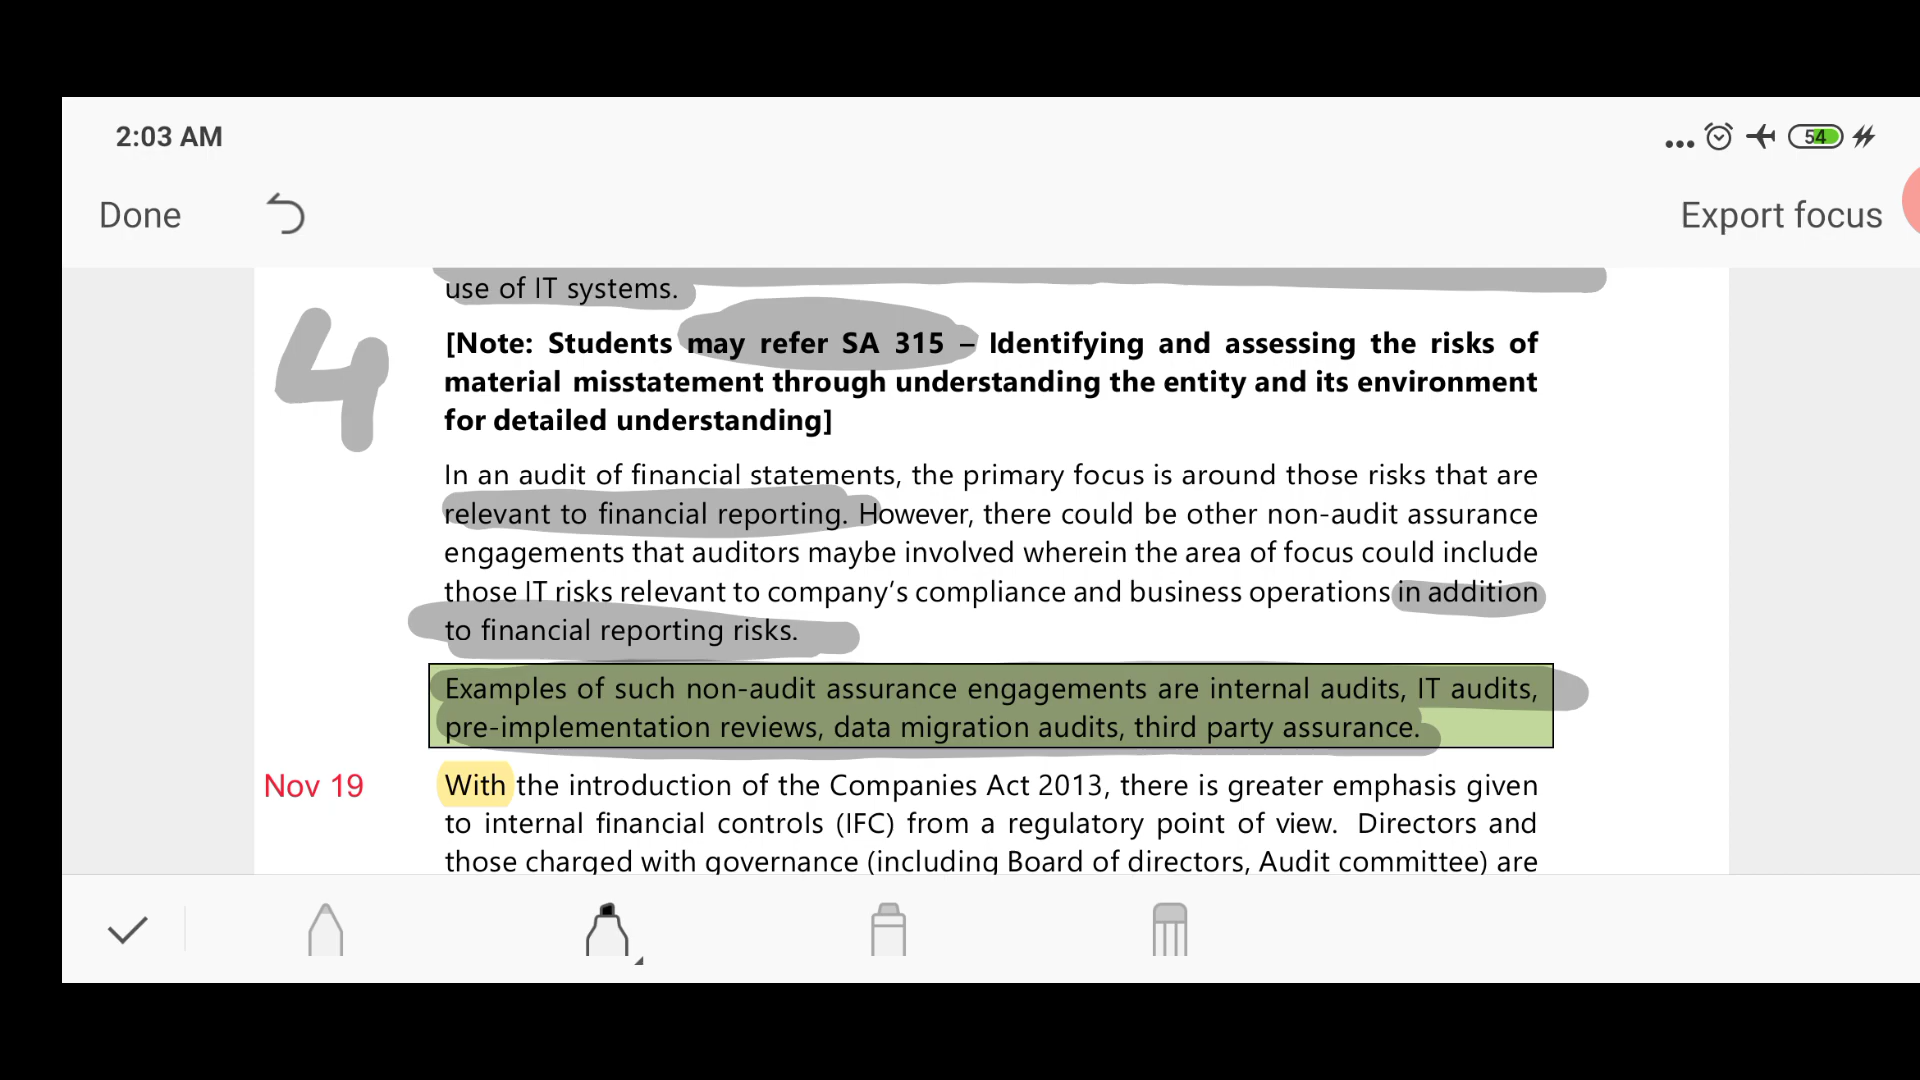 2:03 AM
54
Done
Export focus
use of IT systems.
4
[Note: Students may refer SA 315 – Identifying and assessing the risks of
material misstatement through understanding the entity and its environment
for detailed understanding]
In an audit of financial statements, the primary focus is around those risks that are
relevant to financial reporting. However, there could be other non-audit assurance
engagements that auditors maybe involved wherein the area of focus could include
those IT risks relevant to company’s compliance and business operations in addition
to financial reporting risks.
Examples of such non-audit assurance engagements are internal audits, IT audits,
pre-implementation reviews, data migration audits, third party assurance.
Nov 19
With the introduction of the Companies Act 2013, there is greater emphasis given
to internal financial controls (IFC) from a regulatory point of view. Directors and
those charged with governance (including Board of directors, Audit committee) are